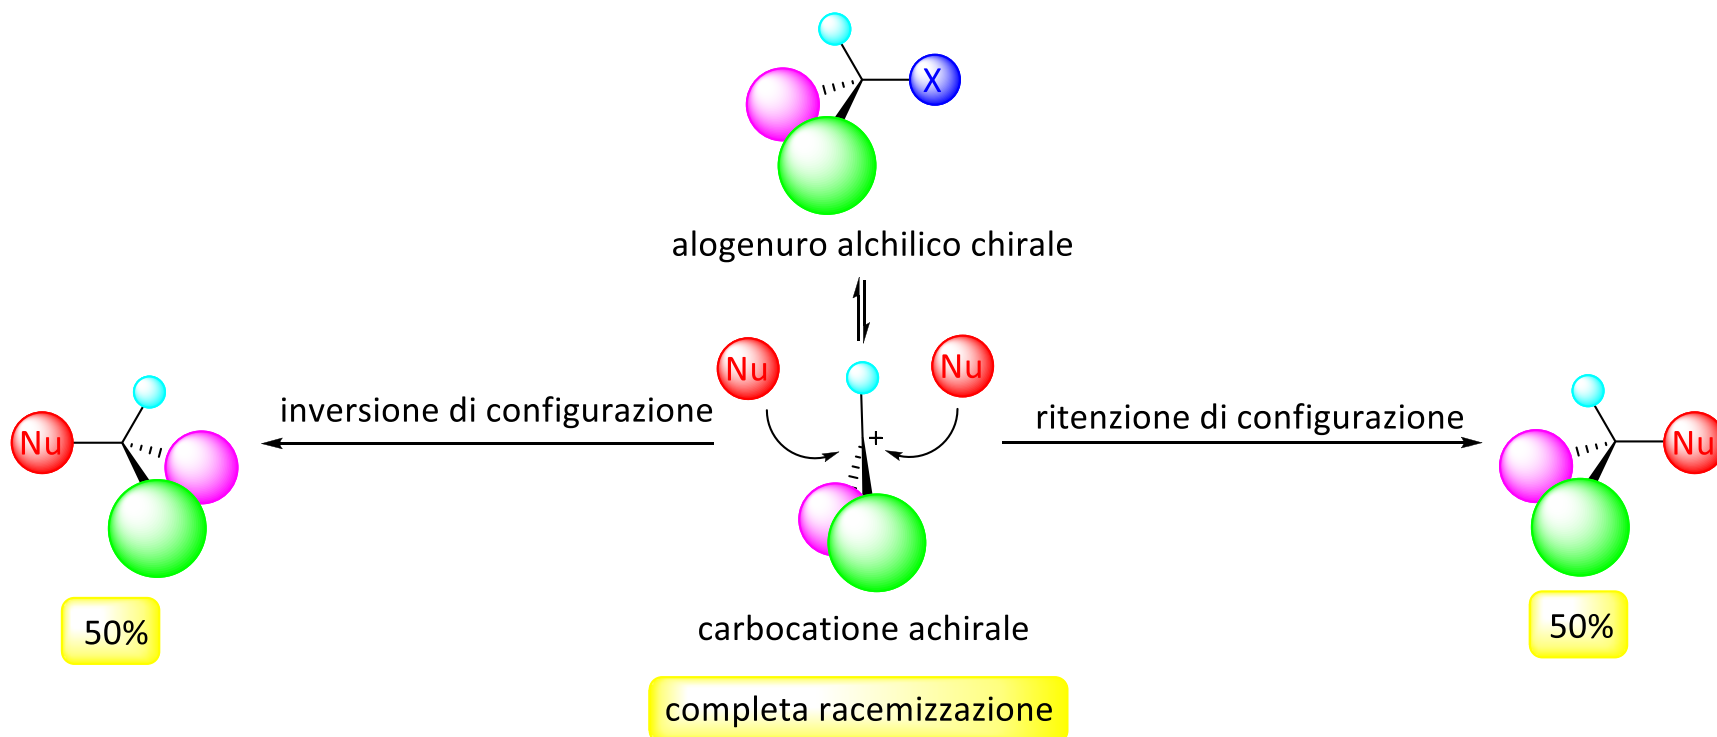 X
alogenuro alchilico chirale
Nu
Nu
inversione di configurazione
+
ritenzione di configurazione
Nu
Nu
50%
carbocatione achirale
50%
completa racemizzazione